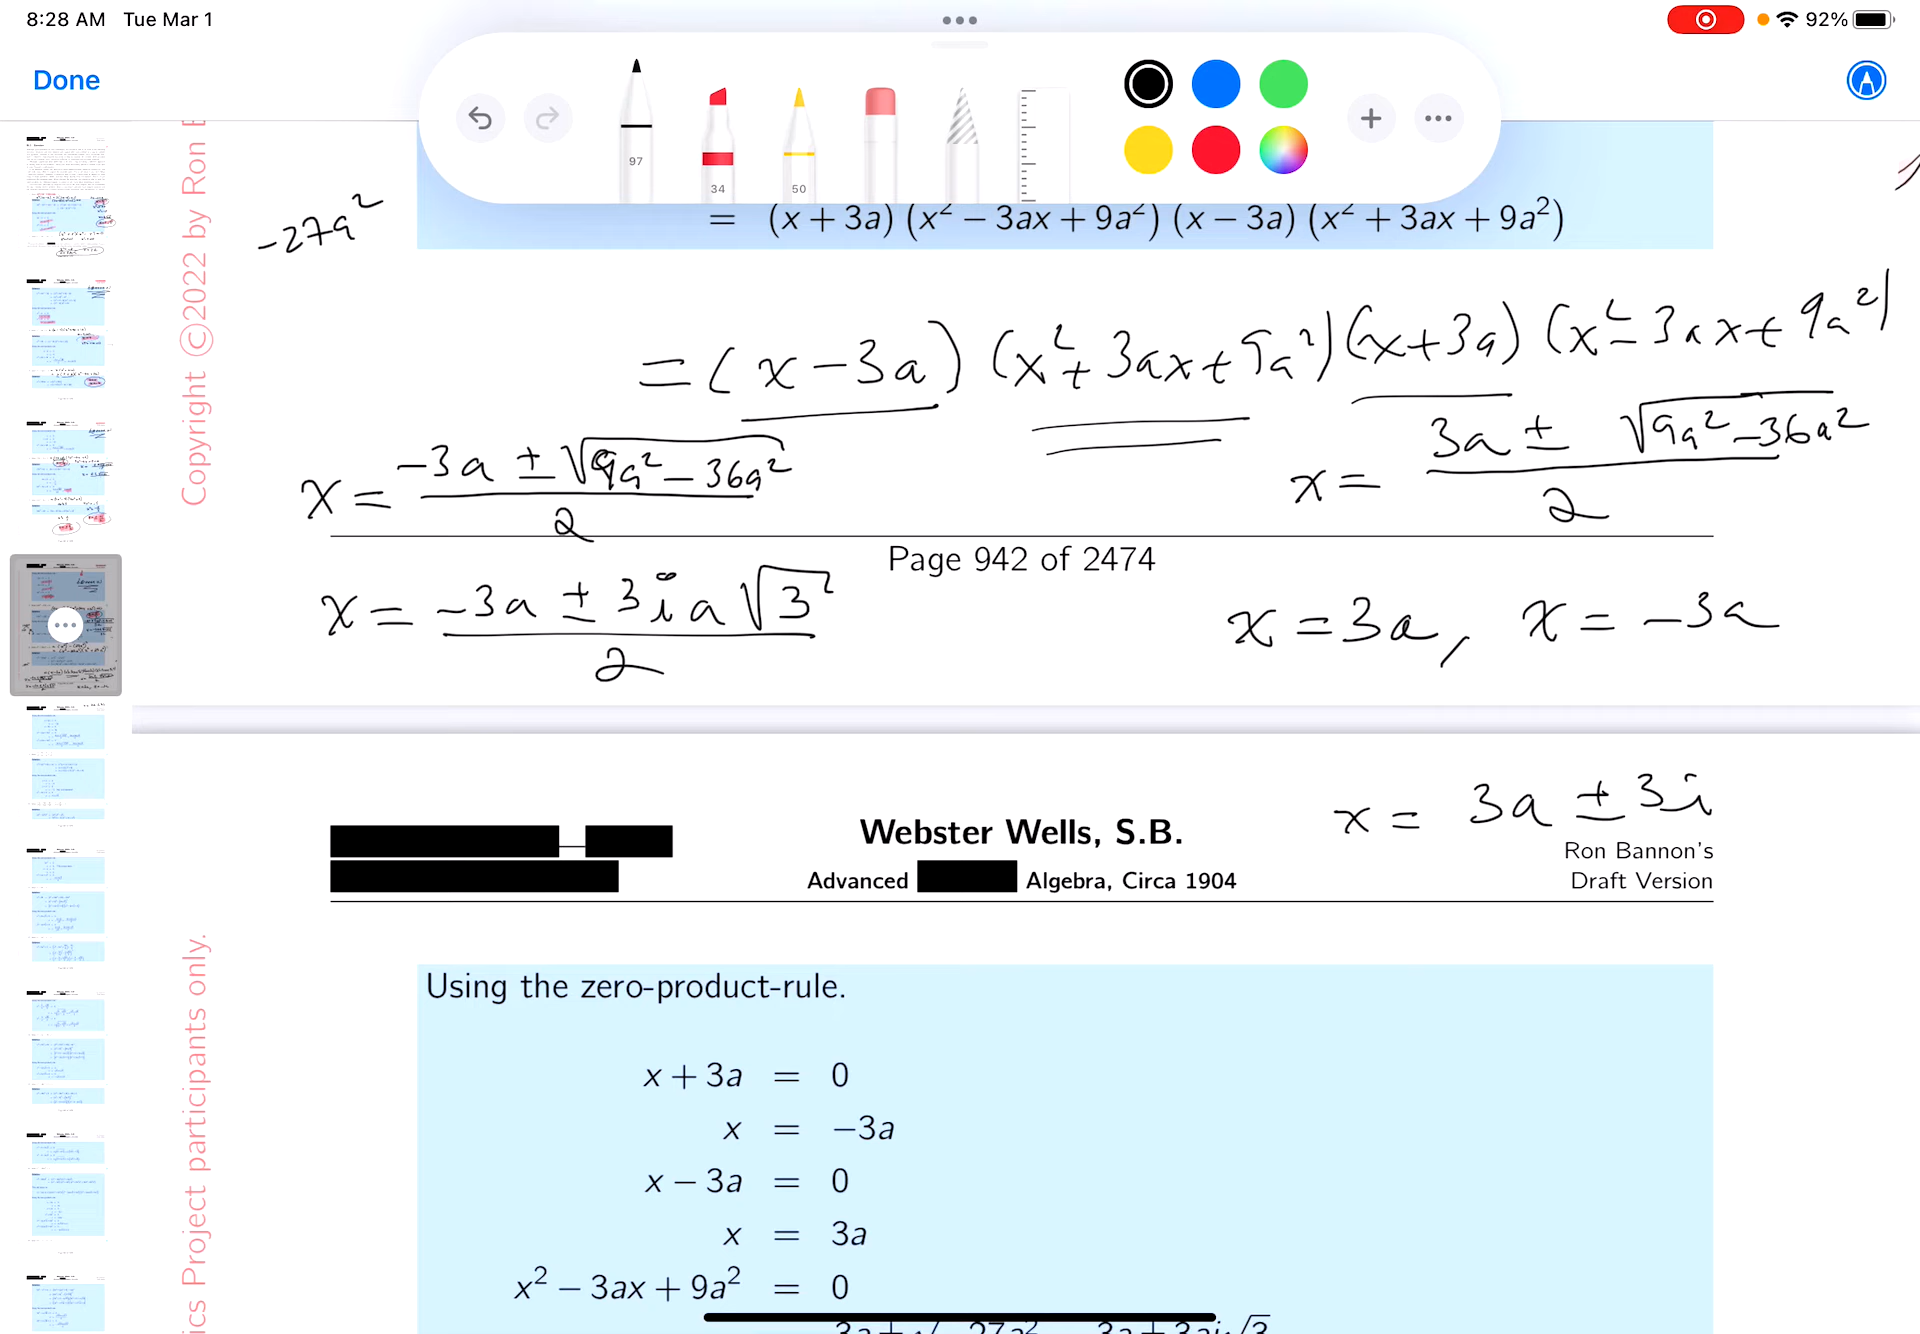 8:28 AM Tue Mar 1
92%
Done
97
34
50
Copyright ©2022 by Ron
= (x + 3a) (x² − 3ax + 9a²) (x − 3a) (x² + 3ax + 9a²)
-27a²
= (x - 3a) (x² + 3ax + 9a²) (x + 3a) (x² - 3ax + 9a²)
x = (-3a ± √(9a² - 36a²))/2
x = (3a ± √(9a² - 36a²))/2
Page 942 of 2474
x = (-3a ± 3ia√3)/2
x = 3a, x = -3a
x = 3a ± 3i
Webster Wells, S.B.
Ron Bannon's
Advanced Algebra, Circa 1904
Draft Version
ics Project participants only.
Using the zero-product-rule.
x + 3a = 0
x = −3a
x − 3a = 0
x = 3a
x² − 3ax + 9a² = 0